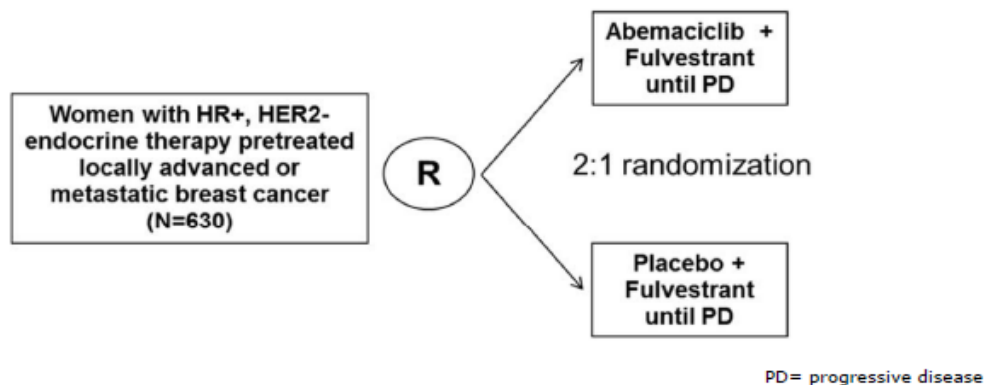 Women with HR+, HER2-
endocrine therapy pretreated
locally advanced or
metastatic breast cancer
(N=630)
R
Abemaciclib +
Fulvestrant
until PD
2:1 randomization
Placebo +
Fulvestrant
until PD
PD= progressive disease